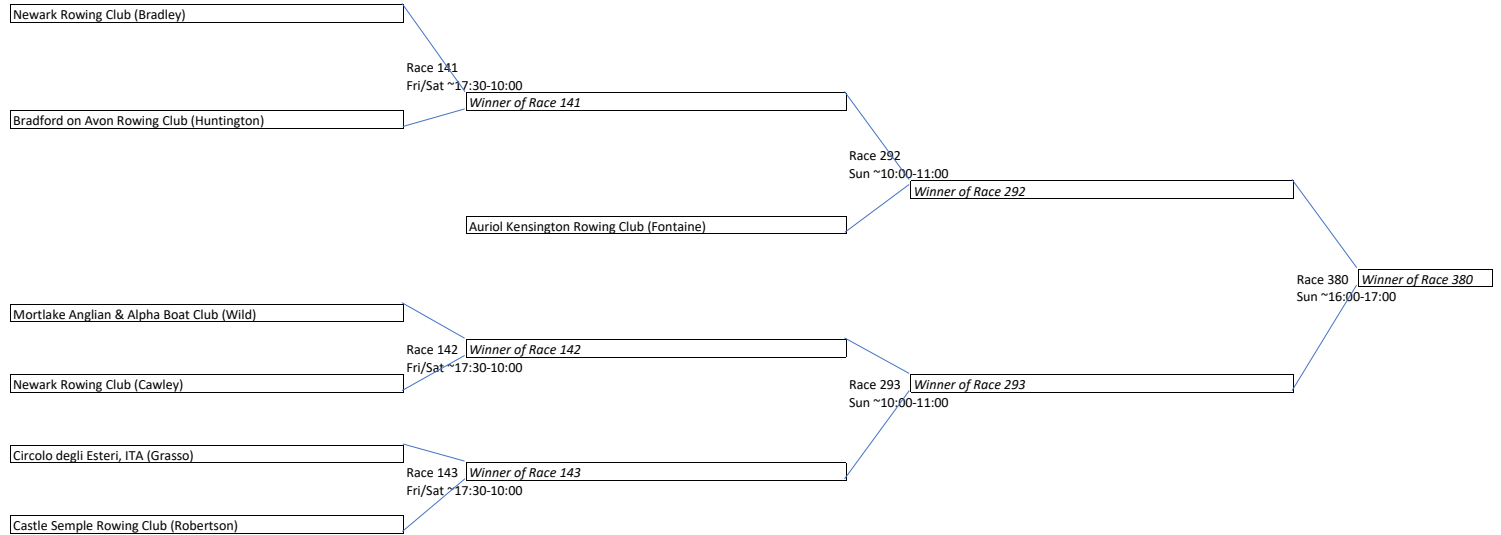 Newark Rowing Club (Bradley)
Race 141
Fri/Sat ~17:30-10:00
Winner of Race 141
Bradford on Avon Rowing Club (Huntington)
Race 292
Sun ~10:00-11:00
Winner of Race 292
Auriol Kensington Rowing Club (Fontaine)
Race 380
Winner of Race 380
Sun ~16:00-17:00
Mortlake Anglian & Alpha Boat Club (Wild)
Race 142
Winner of Race 142
Fri/Sat ~17:30-10:00
Newark Rowing Club (Cawley)
Race 293
Winner of Race 293
Sun ~10:00-11:00
Circolo degli Esteri, ITA (Grasso)
Race 143
Winner of Race 143
Fri/Sat ~17:30-10:00
Castle Semple Rowing Club (Robertson)